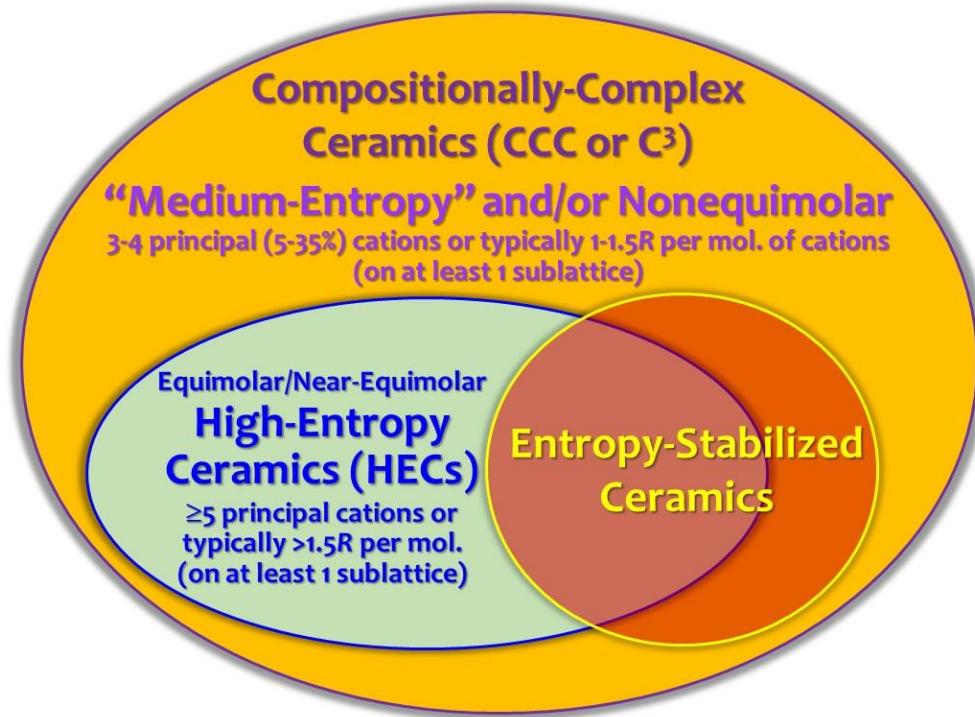 Compositionally-Complex
Ceramics (CCC or C³)
“Medium-Entropy” and/or Nonequimolar
3-4 principal (5-35%) cations or typically 1-1.5R per mol. of cations
(on at least 1 sublattice)
Equimolar/Near-Equimolar
High-Entropy
Ceramics (HECs)
≥5 principal cations or
typically >1.5R per mol.
(on at least 1 sublattice)
Entropy-Stabilized
Ceramics